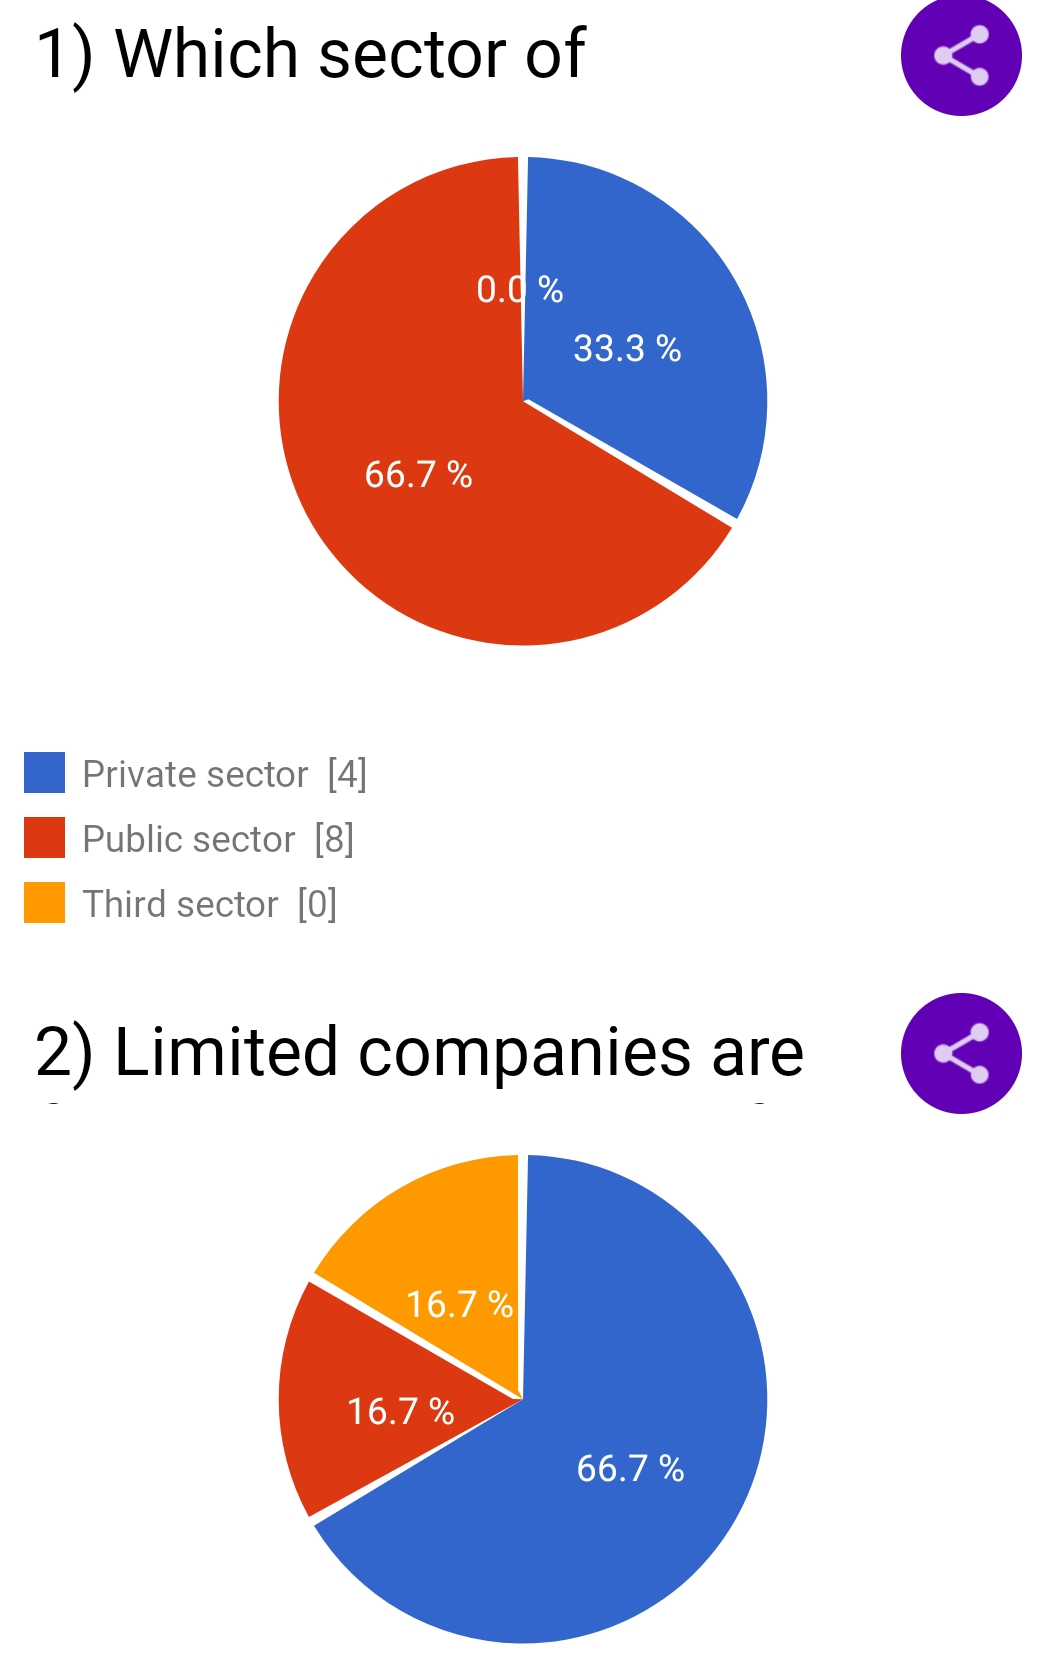 1) Which sector of
0.0 %
33.3 %
66.7 %
Private sector [4]
Public sector [8]
Third sector [0]
2) Limited companies are
16.7 %
16.7 %
66.7 %